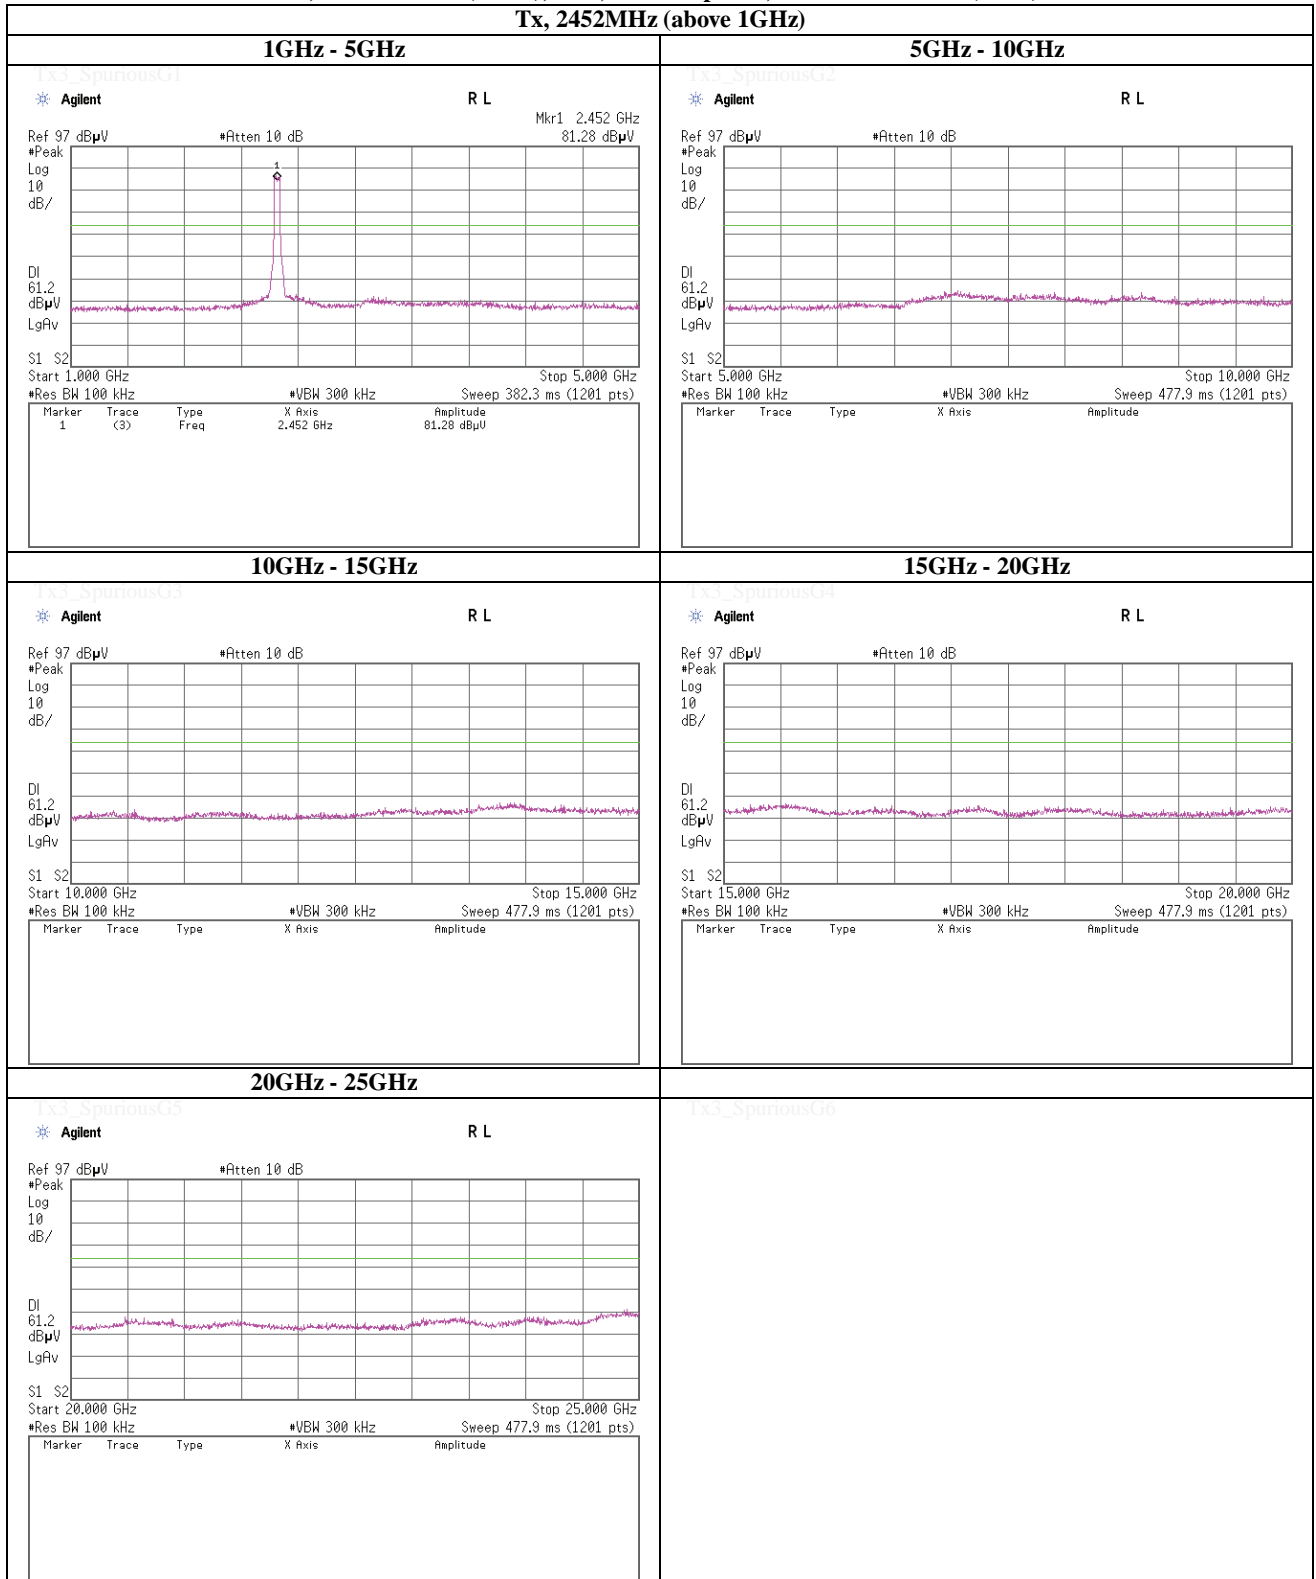 Tx, 2452MHz (above 1GHz)
1GHz - 5GHz
5GHz - 10GHz
Tx3_SpuriousG1
Agilent
R L
Mkr1 2.452 GHz
Ref 97 dBµV
#Atten 10 dB
81.28 dBµV
#Peak
Log
10
dB/
1
DI
61.2
dBµV
LgAv
S1 S2
Start 1.000 GHz
Stop 5.000 GHz
#Res BW 100 kHz
#VBW 300 kHz
Sweep 382.3 ms (1201 pts)
Marker Trace Type X Axis Amplitude
1 (3) Freq 2.452 GHz 81.28 dBµV
Tx3_SpuriousG2
Agilent
R L
Ref 97 dBµV
#Atten 10 dB
#Peak
Log
10
dB/
DI
61.2
dBµV
LgAv
S1 S2
Start 5.000 GHz
Stop 10.000 GHz
#Res BW 100 kHz
#VBW 300 kHz
Sweep 477.9 ms (1201 pts)
Marker Trace Type X Axis Amplitude
10GHz - 15GHz
15GHz - 20GHz
Tx3_SpuriousG3
Agilent
R L
Ref 97 dBµV
#Atten 10 dB
#Peak
Log
10
dB/
DI
61.2
dBµV
LgAv
S1 S2
Start 10.000 GHz
Stop 15.000 GHz
#Res BW 100 kHz
#VBW 300 kHz
Sweep 477.9 ms (1201 pts)
Marker Trace Type X Axis Amplitude
Tx3_SpuriousG4
Agilent
R L
Ref 97 dBµV
#Atten 10 dB
#Peak
Log
10
dB/
DI
61.2
dBµV
LgAv
S1 S2
Start 15.000 GHz
Stop 20.000 GHz
#Res BW 100 kHz
#VBW 300 kHz
Sweep 477.9 ms (1201 pts)
Marker Trace Type X Axis Amplitude
20GHz - 25GHz
Tx3_SpuriousG5
Agilent
R L
Ref 97 dBµV
#Atten 10 dB
#Peak
Log
10
dB/
DI
61.2
dBµV
LgAv
S1 S2
Start 20.000 GHz
Stop 25.000 GHz
#Res BW 100 kHz
#VBW 300 kHz
Sweep 477.9 ms (1201 pts)
Marker Trace Type X Axis Amplitude
Tx3_SpuriousG6